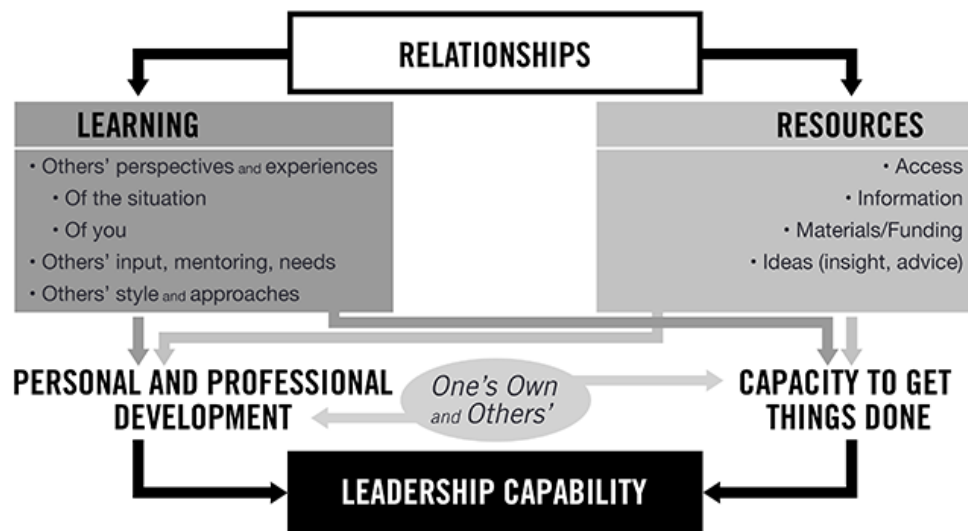 RELATIONSHIPS
LEARNING
• Others’ perspectives and experiences
• Of the situation
• Of you
• Others’ input, mentoring, needs
• Others’ style and approaches
RESOURCES
• Access
• Information
• Materials/Funding
• Ideas (insight, advice)
PERSONAL AND PROFESSIONAL
DEVELOPMENT
One’s Own
and Others’
CAPACITY TO GET
THINGS DONE
LEADERSHIP CAPABILITY